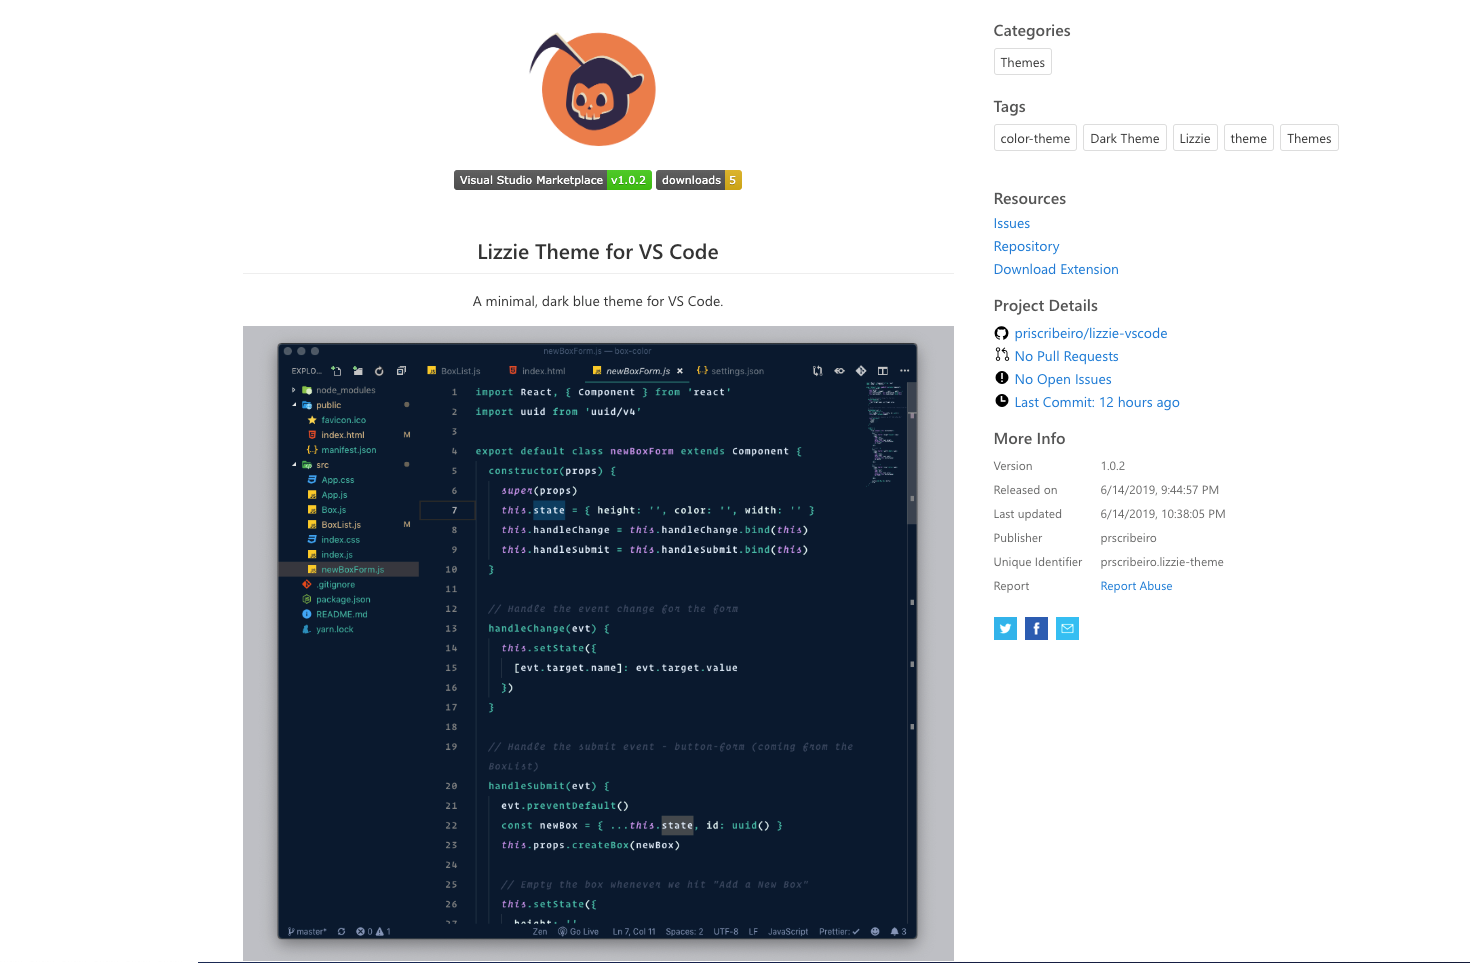 Visual Studio Marketplace v1.0.2 downloads 5
Lizzie Theme for VS Code
A minimal, dark blue theme for VS Code.
newBoxForm.js — box-color
EXPLO...
BoxList.js
index.html
newBoxForm.js ×
settings.json
node_modules
public
favicon.ico
index.html M
manifest.json
src
App.css
App.js
Box.js
BoxList.js M
index.css
index.js
newBoxForm.js
.gitignore
package.json
README.md
yarn.lock
1 import React, { Component } from 'react'
2 import uuid from 'uuid/v4'
3
4 export default class newBoxForm extends Component {
5 constructor(props) {
6 super(props)
7 this.state = { height: '', color: '', width: '' }
8 this.handleChange = this.handleChange.bind(this)
9 this.handleSubmit = this.handleSubmit.bind(this)
10 }
11
12 // Handle the event change for the form
13 handleChange(evt) {
14 this.setState({
15 [evt.target.name]: evt.target.value
16 })
17 }
18
19 // Handle the submit event - button-form (coming from the
BoxList)
20 handleSubmit(evt) {
21 evt.preventDefault()
22 const newBox = { ...this.state, id: uuid() }
23 this.props.createBox(newBox)
24
25 // Empty the box whenever we hit "Add a New Box"
26 this.setState({
27 height: ''
master* 0 1 Zen Go Live Ln 7, Col 11 Spaces: 2 UTF-8 LF JavaScript Prettier: ✓ 3
Categories
Themes
Tags
color-theme Dark Theme Lizzie theme Themes
Resources
Issues
Repository
Download Extension
Project Details
priscribeiro/lizzie-vscode
No Pull Requests
No Open Issues
Last Commit: 12 hours ago
More Info
Version 1.0.2
Released on 6/14/2019, 9:44:57 PM
Last updated 6/14/2019, 10:38:05 PM
Publisher prscribeiro
Unique Identifier prscribeiro.lizzie-theme
Report Report Abuse